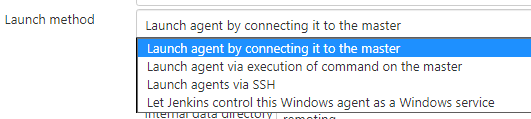 Launch method
Launch agent by connecting it to the master
Launch agent by connecting it to the master
Launch agent via execution of command on the master
Launch agents via SSH
Let Jenkins control this Windows agent as a Windows service
Internal data directory remoting